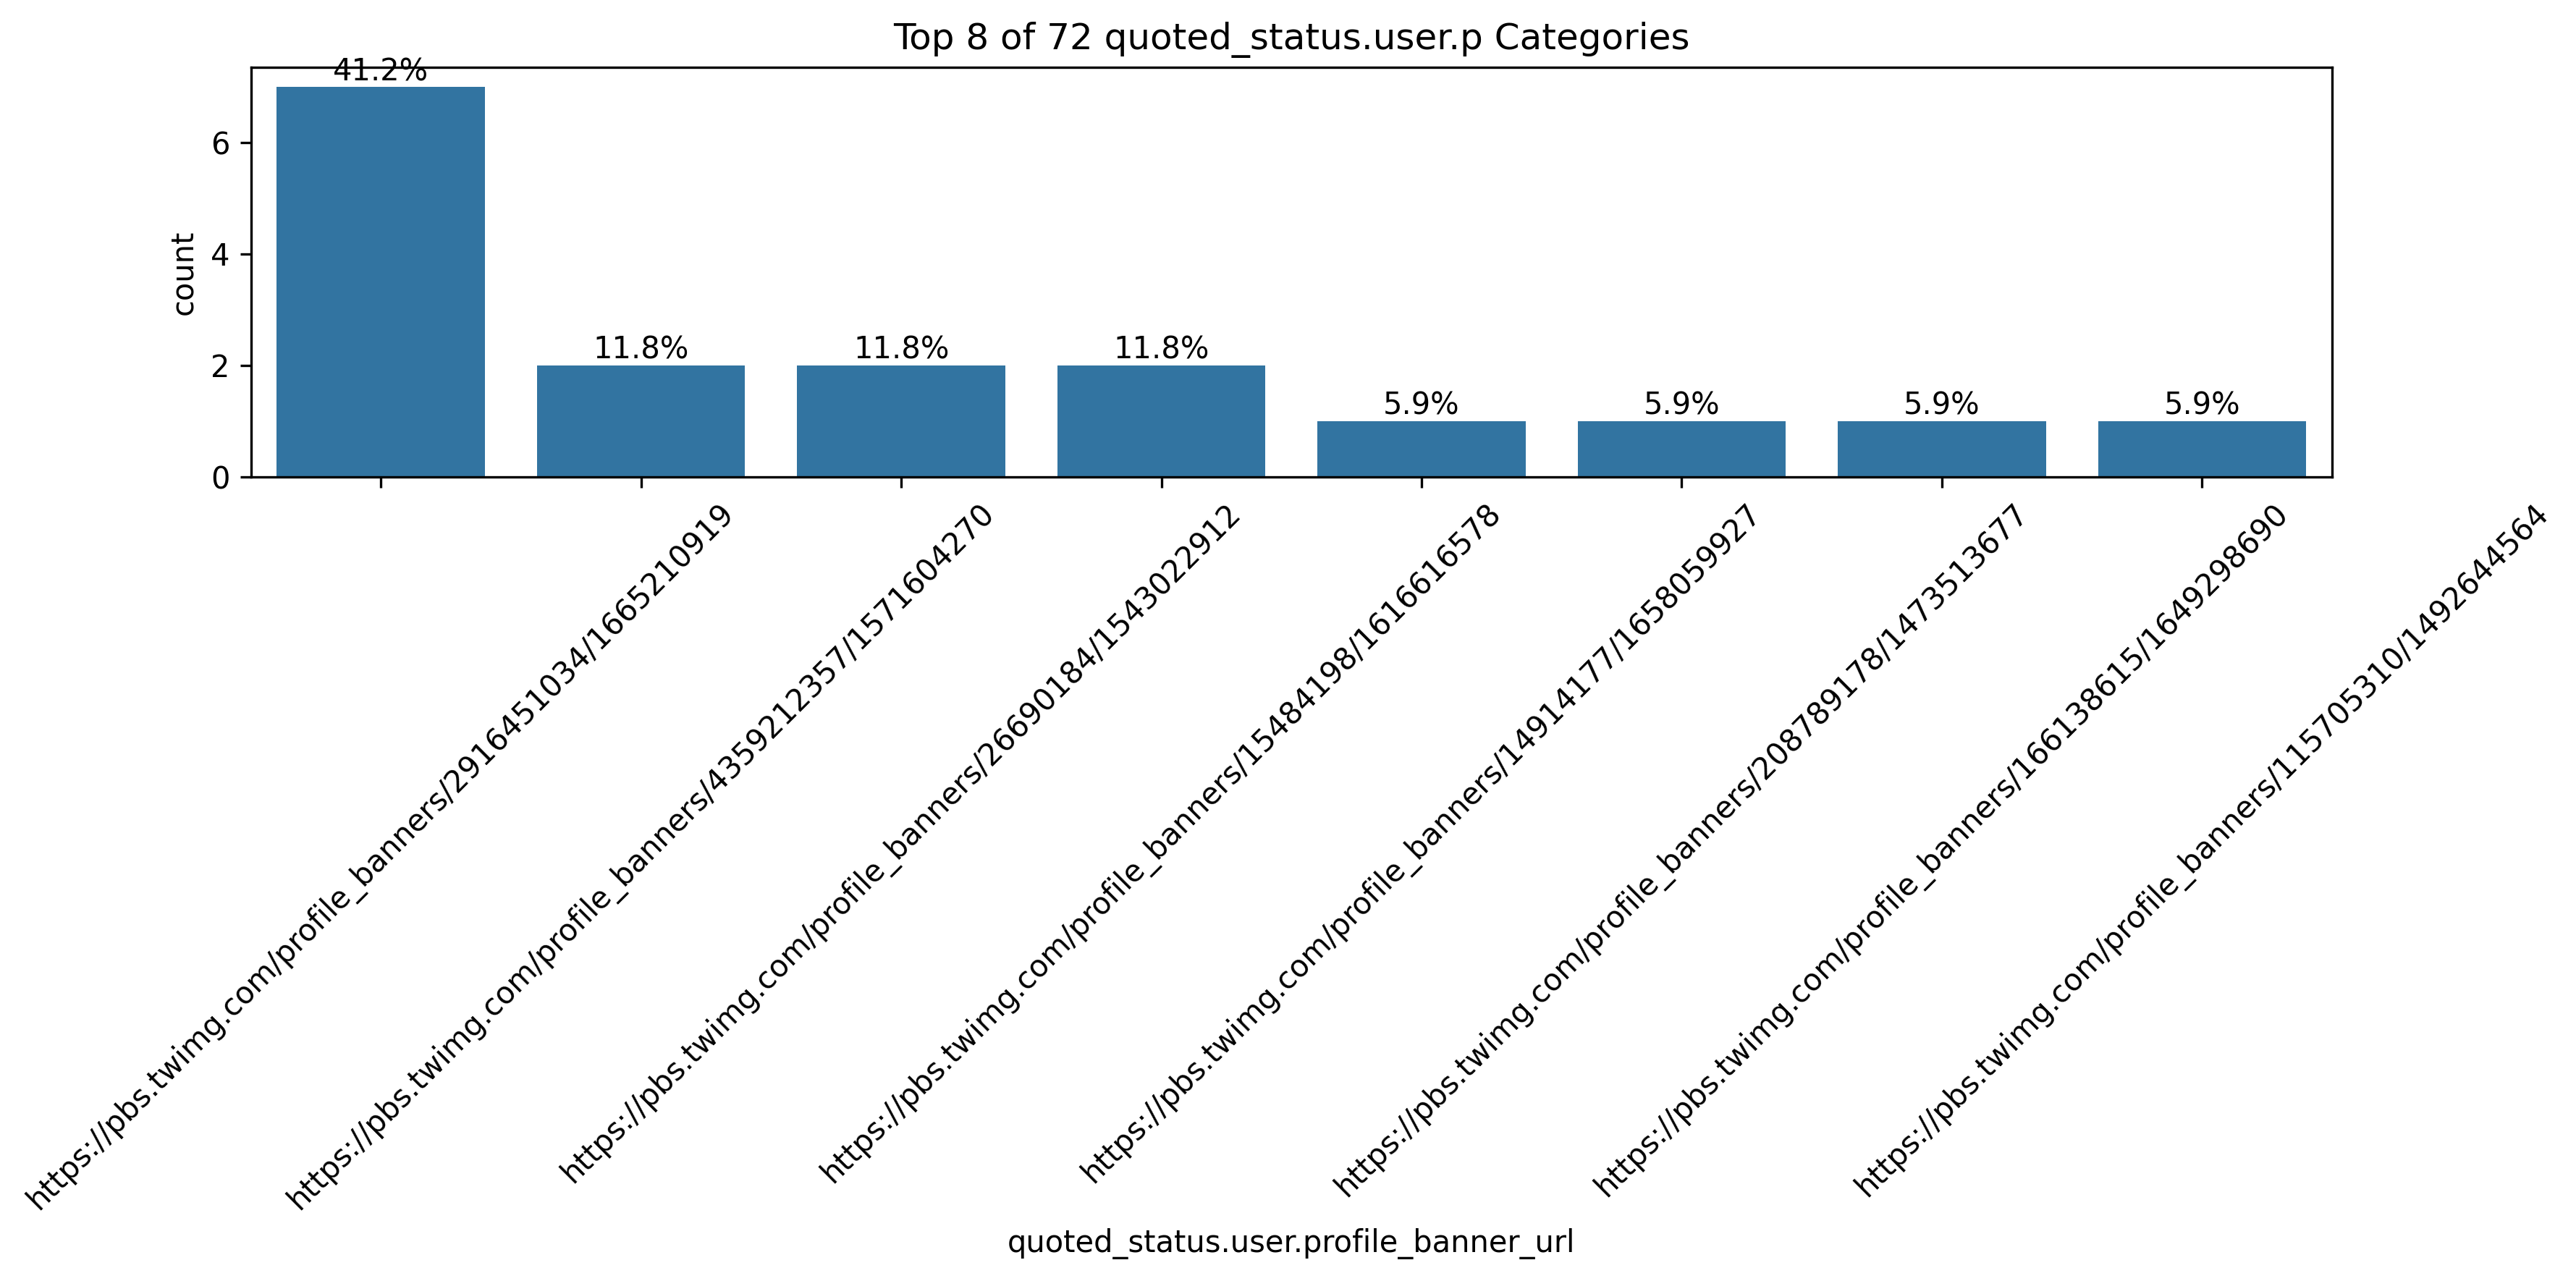 Top 8 of 72 quoted_status.user.p Categories
41.2%
11.8%
11.8%
11.8%
5.9%
5.9%
5.9%
5.9%
6
4
2
0
count
https://pbs.twimg.com/profile_banners/2916451034/1665210919
https://pbs.twimg.com/profile_banners/4359212357/1571604270
https://pbs.twimg.com/profile_banners/26690184/1543022912
https://pbs.twimg.com/profile_banners/15484198/1616616578
https://pbs.twimg.com/profile_banners/14914177/1658059927
https://pbs.twimg.com/profile_banners/208789178/1473513677
https://pbs.twimg.com/profile_banners/166138615/1649298690
https://pbs.twimg.com/profile_banners/115705310/1492644564
quoted_status.user.profile_banner_url